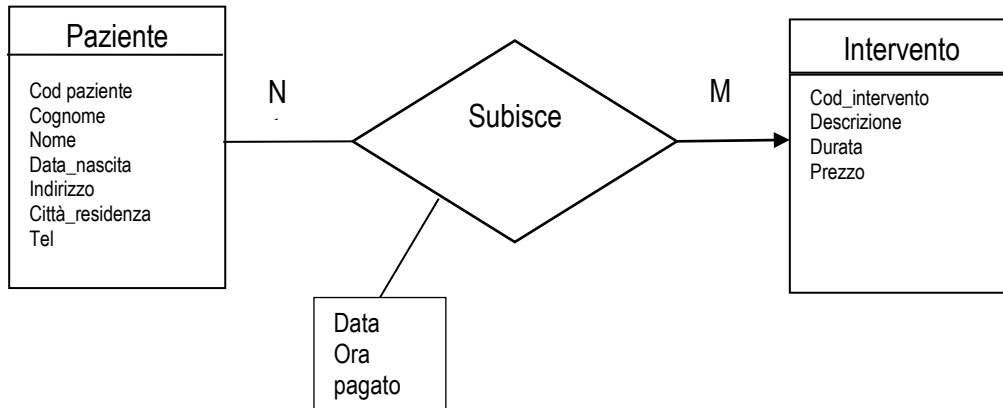 Paziente
Cod paziente
Cognome
Nome
Data_nascita
Indirizzo
Città_residenza
Tel
N
Subisce
M
Data
Ora
pagato
Intervento
Cod_intervento
Descrizione
Durata
Prezzo